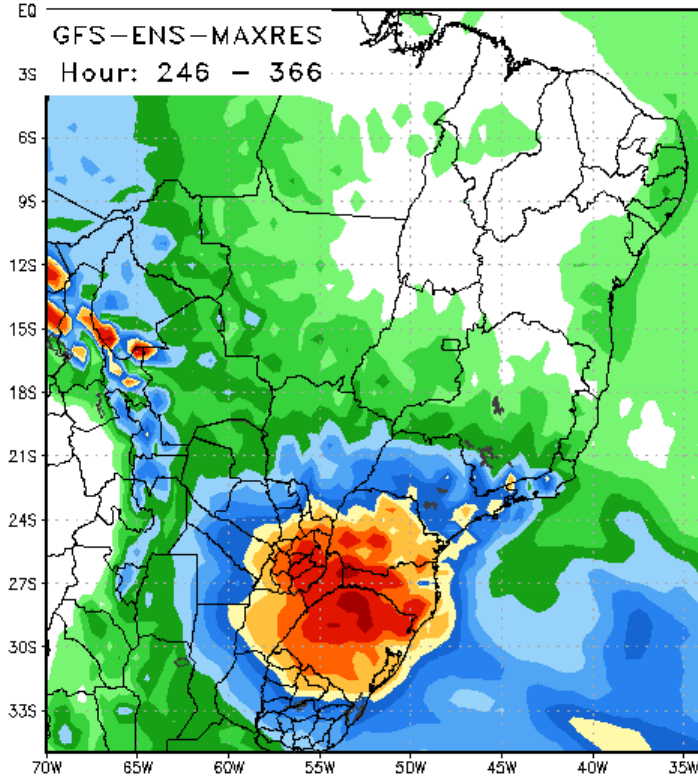 EQ
GFS-ENS-MAXRES
Hour: 246 - 366
3S
6S
9S
12S
15S
18S
21S
24S
27S
30S
33S
70W 65W 60W 55W 50W 45W 40W 35W